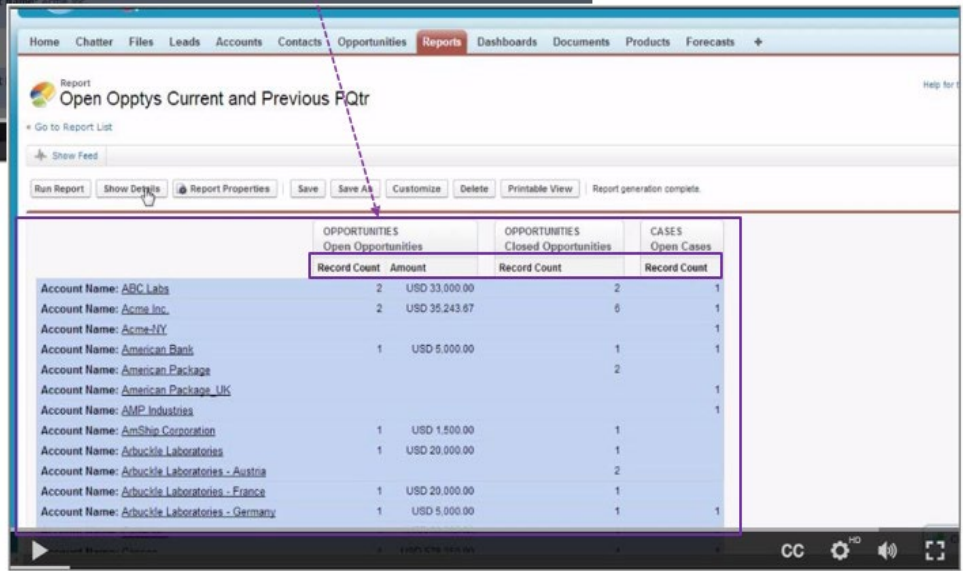 Home Chatter Files Leads Accounts Contacts Opportunities Reports Dashboards Documents Products Forecasts +
Report
Open Opptys Current and Previous FQtr
Help for
« Go to Report List
Show Feed
Run Report Show Details Report Properties Save Save As Customize Delete Printable View Report generation complete.
OPPORTUNITIES OPPORTUNITIES CASES
Open Opportunities Closed Opportunities Open Cases
Record Count Amount Record Count Record Count
Account Name: ABC Labs 2 USD 33,000.00 2 1
Account Name: Acme Inc. 2 USD 35,243.67 6 1
Account Name: Acme-NY 1
Account Name: American Bank 1 USD 5,000.00 1 1
Account Name: American Package 2
Account Name: American Package_UK 1
Account Name: AMP Industries 1
Account Name: AmShip Corporation 1 USD 1,500.00 1
Account Name: Arbuckle Laboratories 1 USD 20,000.00 1
Account Name: Arbuckle Laboratories - Austria 2
Account Name: Arbuckle Laboratories - France 1 USD 20,000.00 1
Account Name: Arbuckle Laboratories - Germany 1 USD 5,000.00 1 1
CC HD